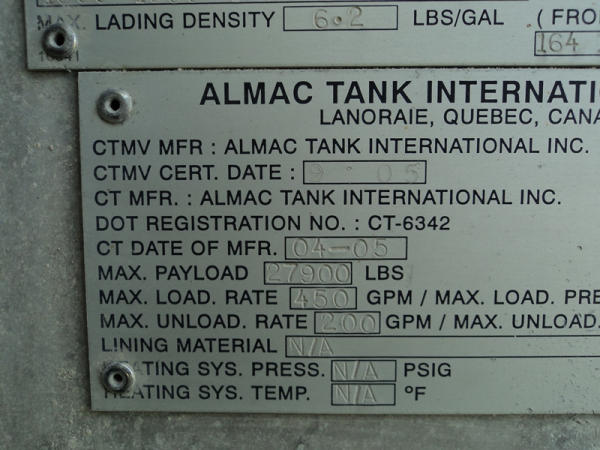 MAX. LADING DENSITY 6.2 LBS/GAL (FRO
164
ALMAC TANK INTERNATI
LANORAIE, QUEBEC, CANA
CTMV MFR : ALMAC TANK INTERNATIONAL INC.
CTMV CERT. DATE : 9 05
CT MFR. : ALMAC TANK INTERNATIONAL INC.
DOT REGISTRATION NO. : CT-6342
CT DATE OF MFR. 04-05
MAX. PAYLOAD 27900 LBS
MAX. LOAD. RATE 450 GPM / MAX. LOAD. PRE
MAX. UNLOAD. RATE 200 GPM / MAX. UNLOAD.
LINING MATERIAL N/A
EATING SYS. PRESS. N/A PSIG
HEATING SYS. TEMP. N/A °F